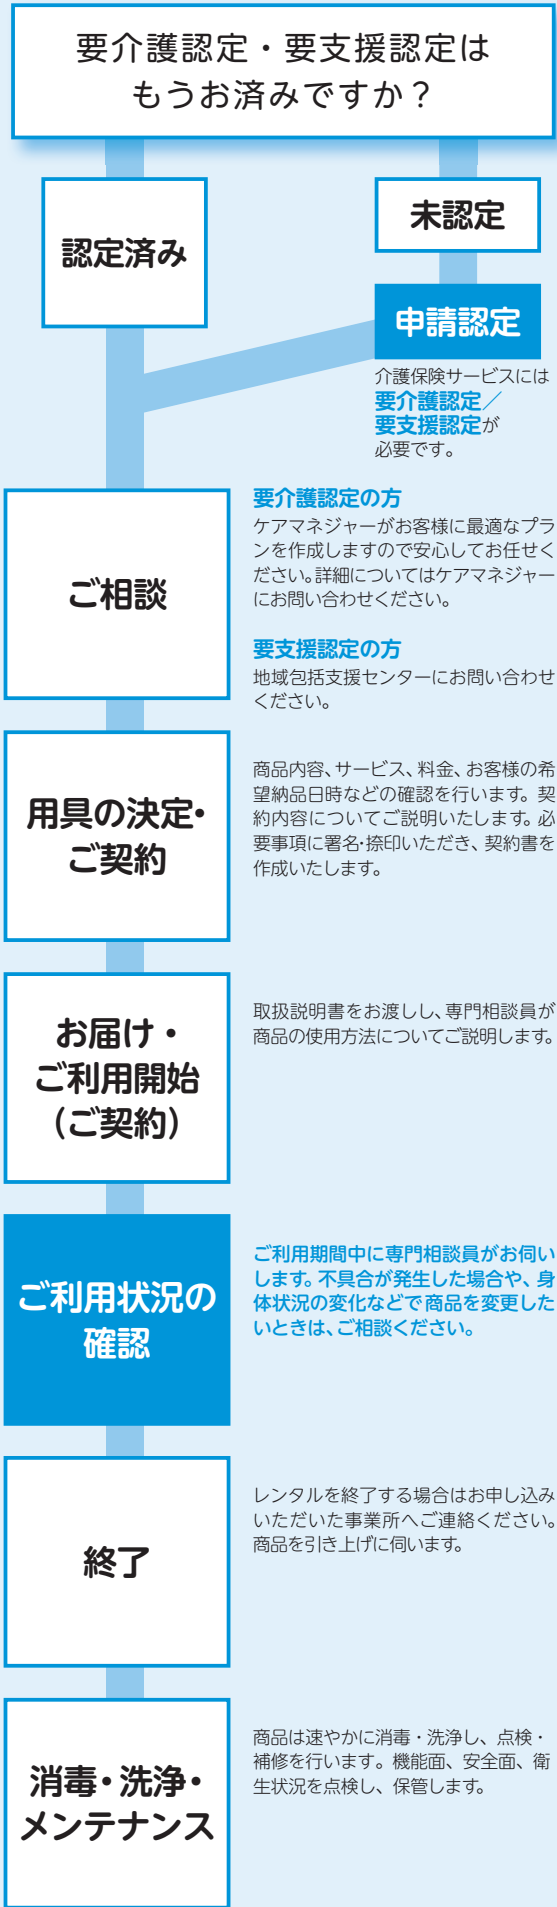 要介護認定・要支援認定は
もうお済みですか？
認定済み
未認定
申請認定
介護保険サービスには
要介護認定／
要支援認定が
必要です。
ご相談
要介護認定の方
ケアマネジャーがお客様に最適なプラ
ンを作成しますので安心してお任せく
ださい。詳細についてはケアマネジャー
にお問い合わせください。
要支援認定の方
地域包括支援センターにお問い合わせ
ください。
用具の決定・
ご契約
商品内容、サービス、料金、お客様の希
望納品日時などの確認を行います。契
約内容についてご説明いたします。必
要事項に署名・捺印いただき、契約書を
作成いたします。
お届け・
ご利用開始
（ご契約）
取扱説明書をお渡しし、専門相談員が
商品の使用方法についてご説明します。
ご利用状況の
確認
ご利用期間中に専門相談員がお伺い
します。不具合が発生した場合や、身
体状況の変化などで商品を変更した
いときは、ご相談ください。
終了
レンタルを終了する場合はお申し込み
いただいた事業所へご連絡ください。
商品を引き上げに伺います。
消毒・洗浄・
メンテナンス
商品は速やかに消毒・洗浄し、点検・
補修を行います。機能面、安全面、衛
生状況を点検し、保管します。